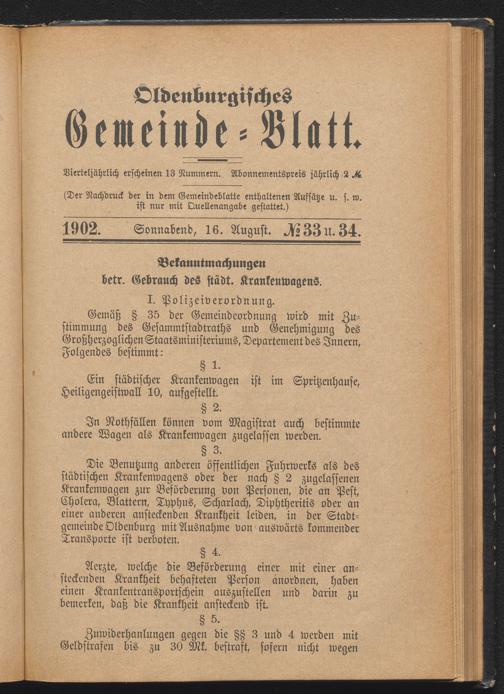 Oldenburgisches
Gemeinde-Blatt.
Vierteljährlich erscheinen 13 Nummern. Abonnementspreis jährlich 2 ℳ
(Der Nachdruck der in dem Gemeindeblatte enthaltenen Aufsätze u. s. w.
ist nur mit Quellenangabe gestattet.)
1902. Sonnabend, 16. August. № 33 u. 34.
Bekanntmachungen
betr. Gebrauch des städt. Krankenwagens.
I. Polizeiverordnung.
Gemäß § 35 der Gemeindeordnung wird mit Zu-
stimmung des Gesammtstadtraths und Genehmigung des
Großherzoglichen Staatsministeriums, Departement des Innern,
Folgendes bestimmt:
§ 1.
Ein städtischer Krankenwagen ist im Spritzenhause,
Heiligengeistwall 10, aufgestellt.
§ 2.
In Nothfällen können vom Magistrat auch bestimmte
andere Wagen als Krankenwagen zugelassen werden.
§ 3.
Die Benutzung anderen öffentlichen Fuhrwerks als des
städtischen Krankenwagens oder der nach § 2 zugelassenen
Krankenwagen zur Beförderung von Personen, die an Pest,
Cholera, Blattern, Typhus, Scharlach, Diphtheritis oder an
einer anderen ansteckenden Krankheit leiden, in der Stadt-
gemeinde Oldenburg mit Ausnahme von auswärts kommender
Transporte ist verboten.
§ 4.
Aerzte, welche die Beförderung einer mit einer an-
steckenden Krankheit behafteten Person anordnen, haben
einen Krankentransportschein auszustellen und darin zu
bemerken, daß die Krankheit ansteckend ist.
§ 5.
Zuwiderhanlungen gegen die §§ 3 und 4 werden mit
Geldstrafen bis zu 30 Mk. bestraft, sofern nicht wegen